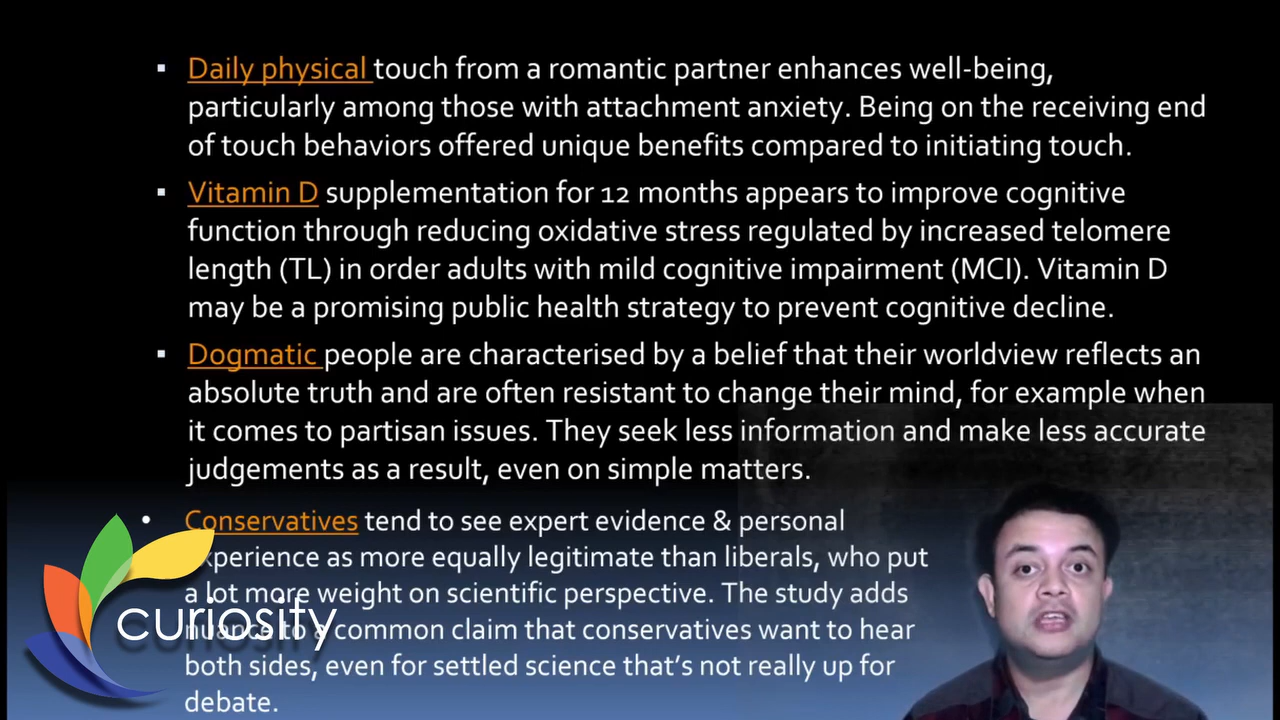 Daily physical touch from a romantic partner enhances well-being,
particularly among those with attachment anxiety. Being on the receiving end
of touch behaviors offered unique benefits compared to initiating touch.
Vitamin D supplementation for 12 months appears to improve cognitive
function through reducing oxidative stress regulated by increased telomere
length (TL) in order adults with mild cognitive impairment (MCI). Vitamin D
may be a promising public health strategy to prevent cognitive decline.
Dogmatic people are characterised by a belief that their worldview reflects an
absolute truth and are often resistant to change their mind, for example when
it comes to partisan issues. They seek less information and make less accurate
judgements as a result, even on simple matters.
Conservatives tend to see expert evidence & personal
experience as more equally legitimate than liberals, who put
a lot more weight on scientific perspective. The study adds
nuance to a common claim that conservatives want to hear
both sides, even for settled science that's not really up for
debate.
curiosity